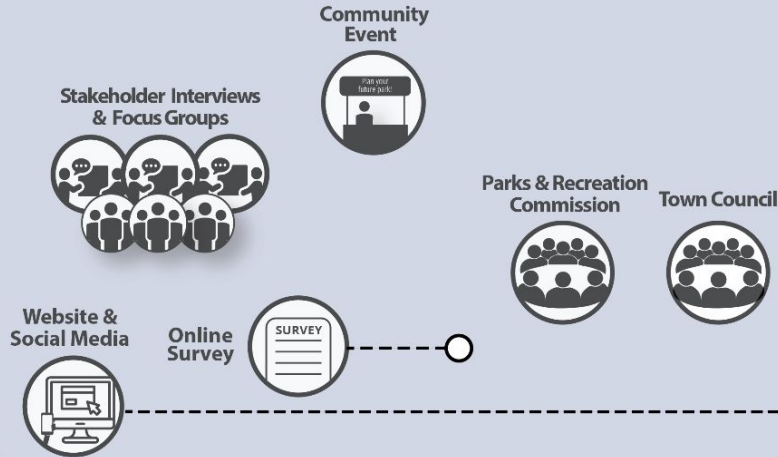 Community
Event
Plan your
future park!
Stakeholder Interviews
& Focus Groups
Parks & Recreation
Commission
Town Council
Website &
Social Media
Online
Survey
SURVEY